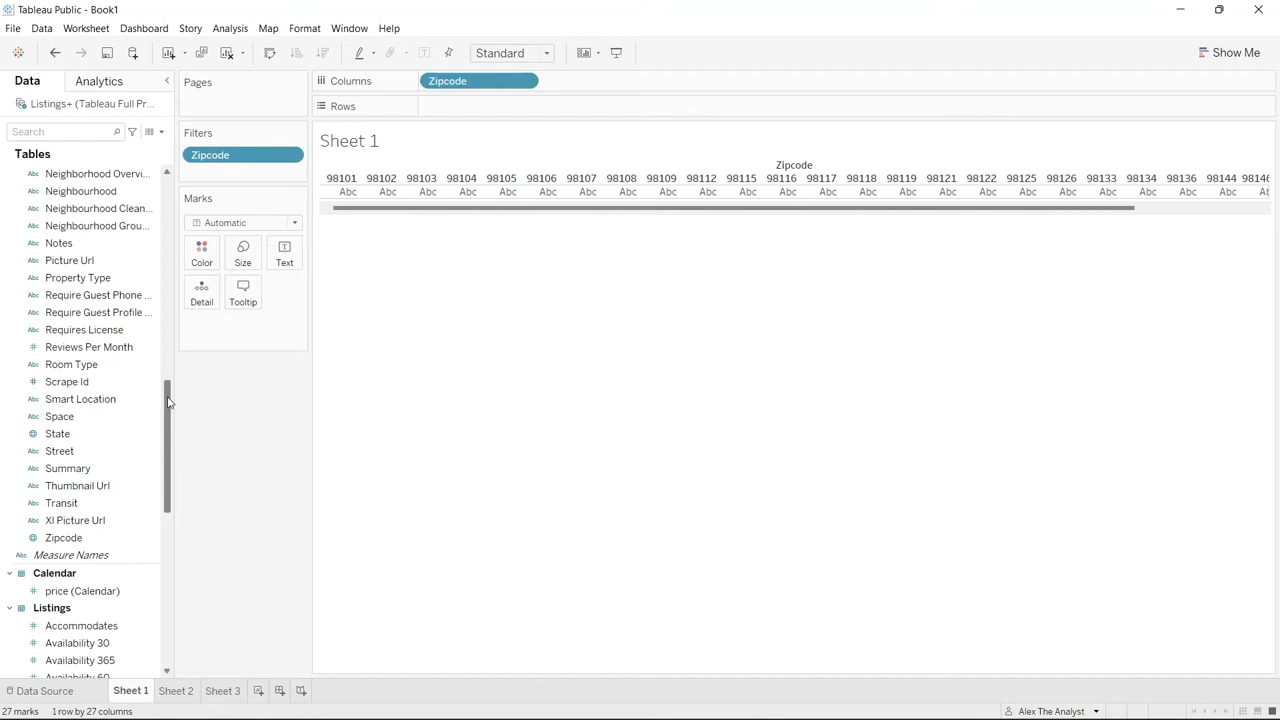 Tableau Public - Book1
File Data Worksheet Dashboard Story Analysis Map Format Window Help
Standard
Show Me
Data Analytics
Listings+ (Tableau Full Pr...
Search
Tables
Neighborhood Overvi...
Neighbourhood
Neighbourhood Clean...
Neighbourhood Grou...
Notes
Picture Url
Property Type
Require Guest Phone ...
Require Guest Profile ...
Requires License
Reviews Per Month
Room Type
Scrape Id
Smart Location
Space
State
Street
Summary
Thumbnail Url
Transit
Xl Picture Url
Zipcode
Measure Names
Calendar
price (Calendar)
Listings
Accommodates
Availability 30
Availability 365
Availability 60
Pages
Filters
Zipcode
Marks
Automatic
Color Size Text
Detail Tooltip
Columns Zipcode
Rows
Sheet 1
Zipcode
98101 98102 98103 98104 98105 98106 98107 98108 98109 98112 98115 98116 98117 98118 98119 98121 98122 98125 98126 98133 98134 98136 98144 98146
Abc Abc Abc Abc Abc Abc Abc Abc Abc Abc Abc Abc Abc Abc Abc Abc Abc Abc Abc Abc Abc Abc Abc
Data Source Sheet 1 Sheet 2 Sheet 3
27 marks 1 row by 27 columns Alex The Analyst